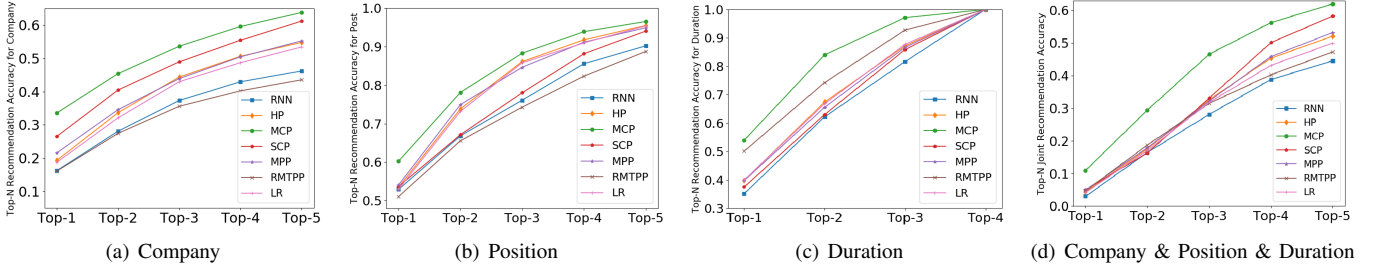 Top-N Recommendation Accuracy for Company
0.6
0.5
0.4
0.3
0.2
0.1
Top-1 Top-2 Top-3 Top-4 Top-5
RNN
HP
MCP
SCP
MPP
RMTPP
LR
(a) Company
Top-N Recommendation Accuracy for Post
1.0
0.9
0.8
0.7
0.6
0.5
Top-1 Top-2 Top-3 Top-4 Top-5
RNN
HP
MCP
SCP
MPP
RMTPP
LR
(b) Position
Top-N Recommendation Accuracy for Duration
1.0
0.9
0.8
0.7
0.6
0.5
0.4
0.3
Top-1 Top-2 Top-3 Top-4
RNN
HP
MCP
SCP
MPP
RMTPP
LR
(c) Duration
Top-N Joint Recommendation Accuracy
0.6
0.5
0.4
0.3
0.2
0.1
0.0
Top-1 Top-2 Top-3 Top-4 Top-5
RNN
HP
MCP
SCP
MPP
RMTPP
LR
(d) Company & Position & Duration